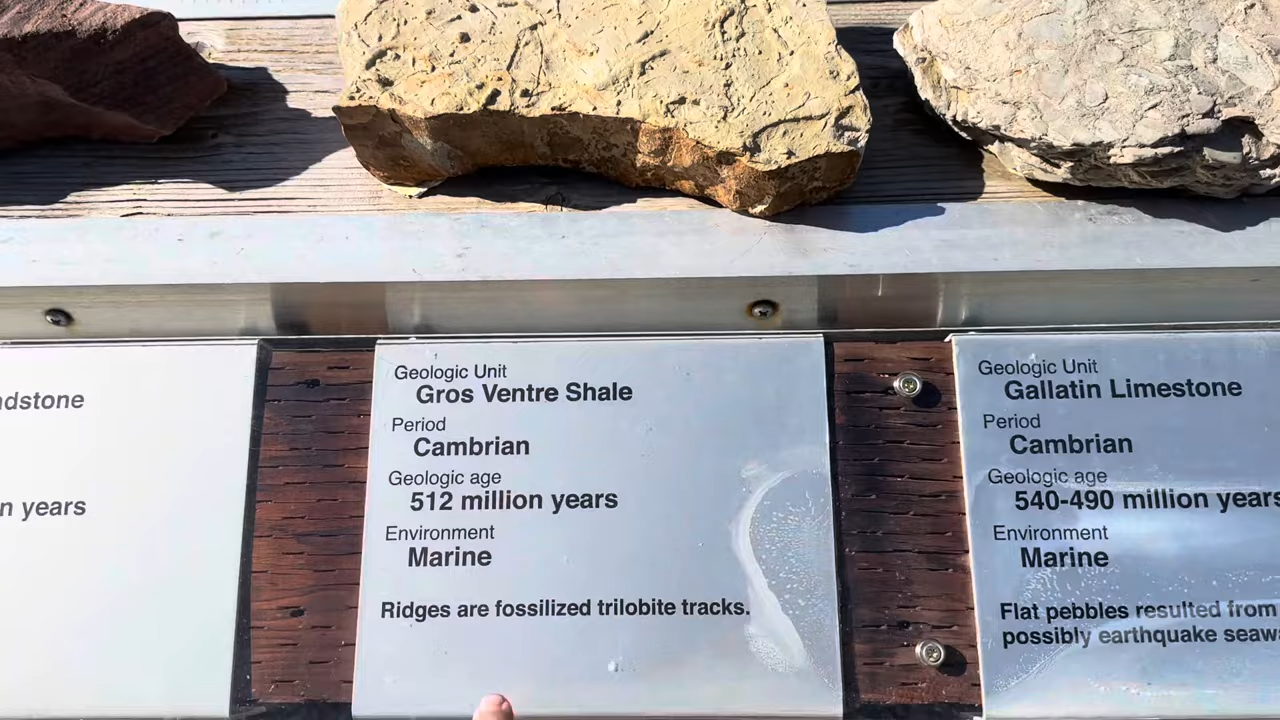 n years
Geologic Unit
Gros Ventre Shale
Period
Cambrian
Geologic age
512 million years
Environment
Marine
Ridges are fossilized trilobite tracks.
Geologic Unit
Gallatin Limestone
Period
Cambrian
Geologic age
540-490 million years
Environment
Marine
Flat pebbles resulted from
possibly earthquake